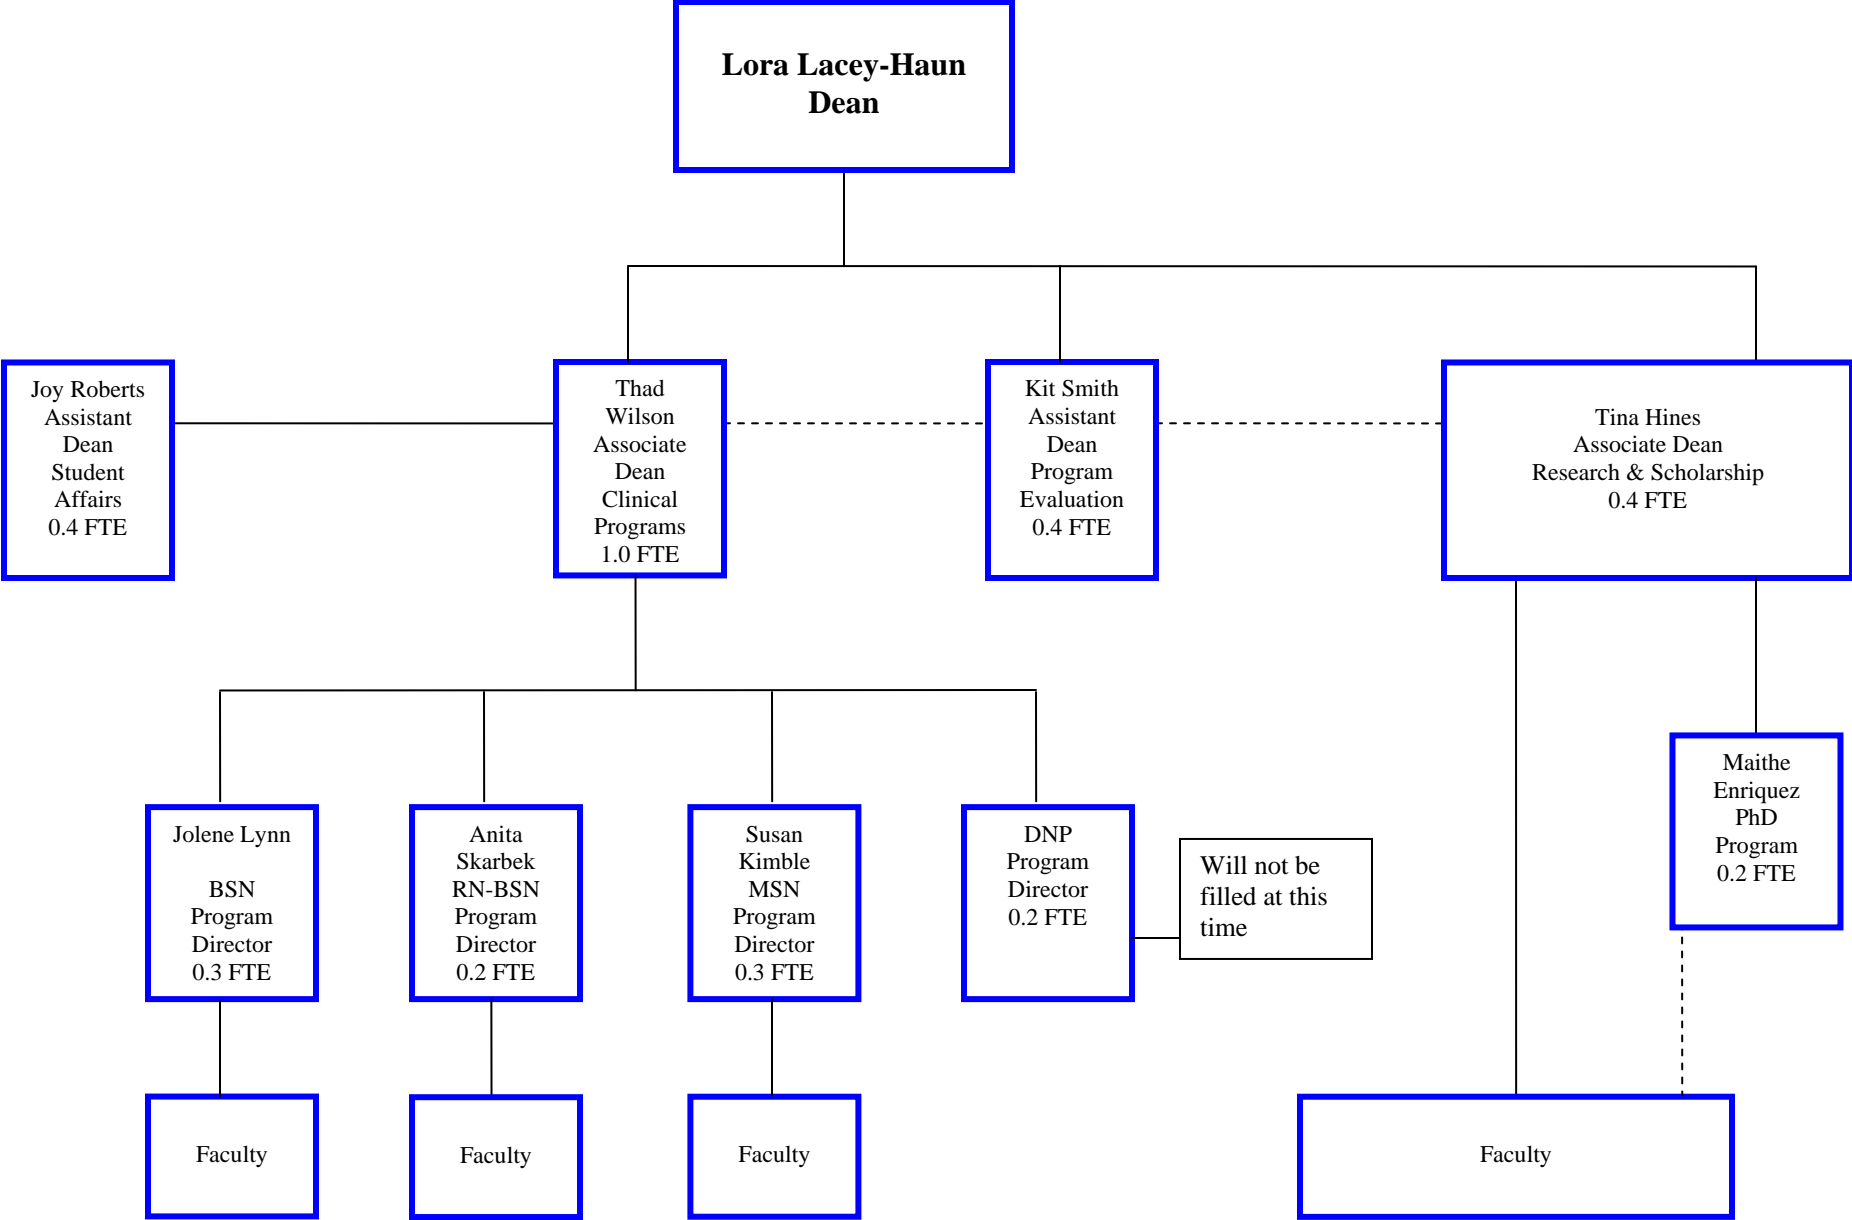 Lora Lacey-Haun
Dean
Joy Roberts
Assistant
Dean
Student
Affairs
0.4 FTE
Thad
Wilson
Associate
Dean
Clinical
Programs
1.0 FTE
Kit Smith
Assistant
Dean
Program
Evaluation
0.4 FTE
Tina Hines
Associate Dean
Research & Scholarship
0.4 FTE
Jolene Lynn
BSN
Program
Director
0.3 FTE
Anita
Skarbek
RN-BSN
Program
Director
0.2 FTE
Susan
Kimble
MSN
Program
Director
0.3 FTE
DNP
Program
Director
0.2 FTE
Will not be
filled at this
time
Maithe
Enriquez
PhD
Program
0.2 FTE
Faculty
Faculty
Faculty
Faculty